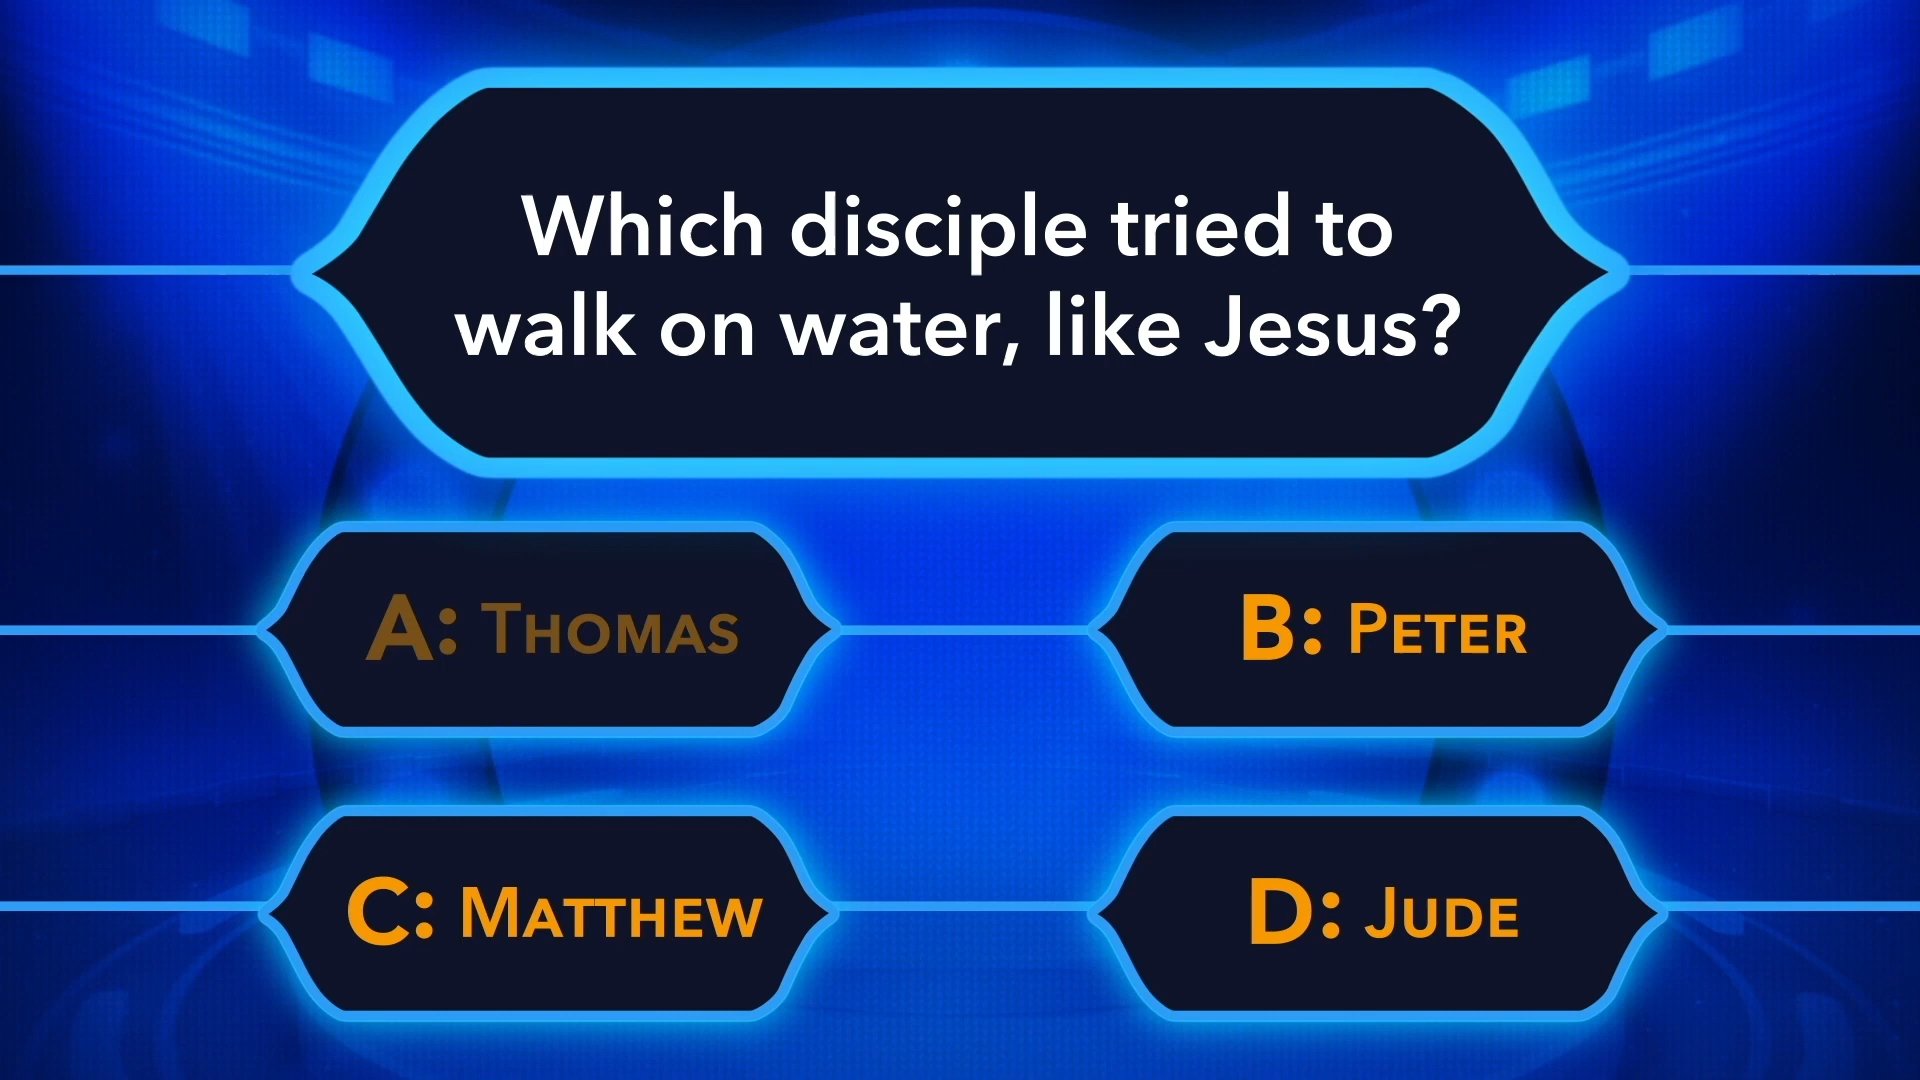 Which disciple tried to
walk on water, like Jesus?
A: Thomas
B: Peter
C: Matthew
D: Jude